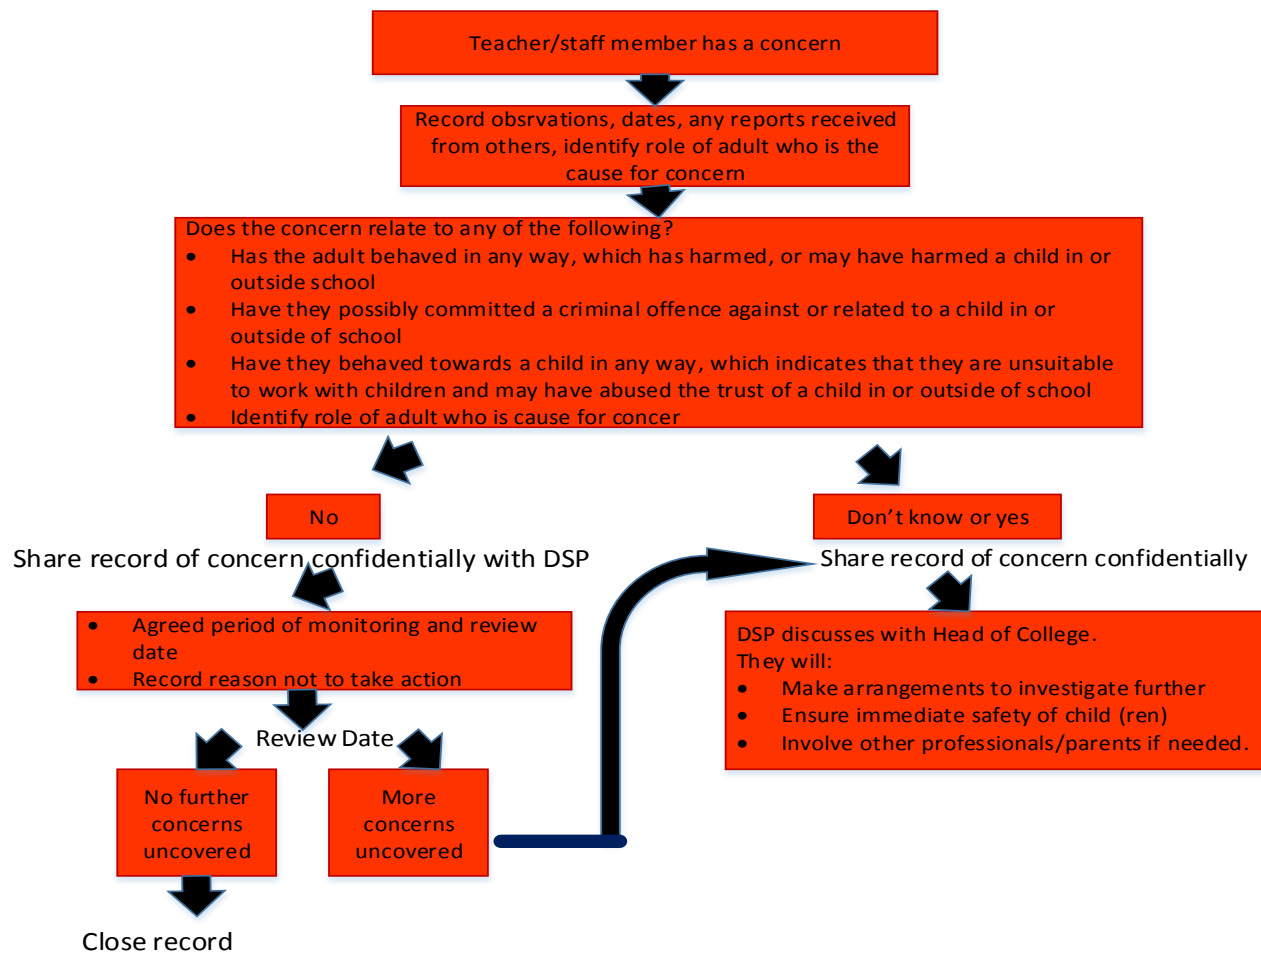 Teacher/staff member has a concern
Record obsrvations, dates, any reports received
from others, identify role of adult who is the
cause for concern
Does the concern relate to any of the following?
• Has the adult behaved in any way, which has harmed, or may have harmed a child in or
outside school
• Have they possibly committed a criminal offence against or related to a child in or
outside of school
• Have they behaved towards a child in any way, which indicates that they are unsuitable
to work with children and may have abused the trust of a child in or outside of school
• Identify role of adult who is cause for concer
No
Share record of concern confidentially with DSP
• Agreed period of monitoring and review
date
• Record reason not to take action
Review Date
No further
concerns
uncovered
More
concerns
uncovered
Close record
Don't know or yes
Share record of concern confidentially
DSP discusses with Head of College.
They will:
• Make arrangements to investigate further
• Ensure immediate safety of child (ren)
• Involve other professionals/parents if needed.